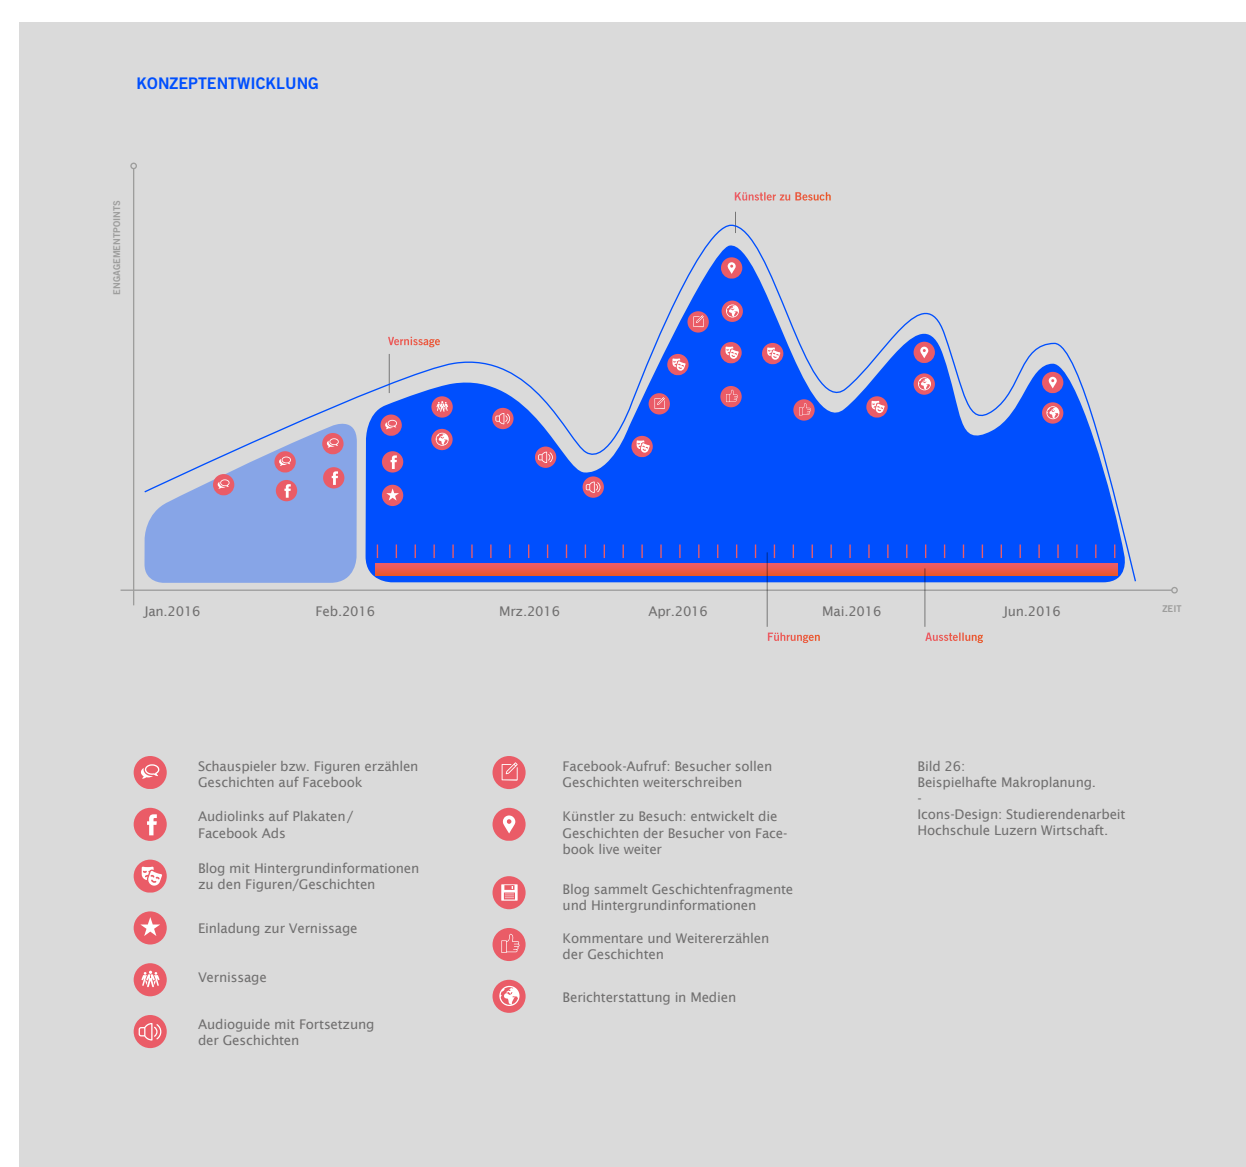 KONZEPTENTWICKLUNG
ENGAGEMENTPOINTS
Künstler zu Besuch
Vernissage
Jan.2016
Feb.2016
Mrz.2016
Apr.2016
Mai.2016
Jun.2016
ZEIT
Führungen
Ausstellung
Schauspieler bzw. Figuren erzählen
Geschichten auf Facebook
Audiolinks auf Plakaten/
Facebook Ads
Blog mit Hintergrundinformationen
zu den Figuren/Geschichten
Einladung zur Vernissage
Vernissage
Audioguide mit Fortsetzung
der Geschichten
Facebook-Aufruf: Besucher sollen
Geschichten weiterschreiben
Künstler zu Besuch: entwickelt die
Geschichten der Besucher von Face-
book live weiter
Blog sammelt Geschichtenfragmente
und Hintergrundinformationen
Kommentare und Weitererzählen
der Geschichten
Berichterstattung in Medien
Bild 26:
Beispielhafte Makroplanung.
-
Icons-Design: Studierendenarbeit
Hochschule Luzern Wirtschaft.